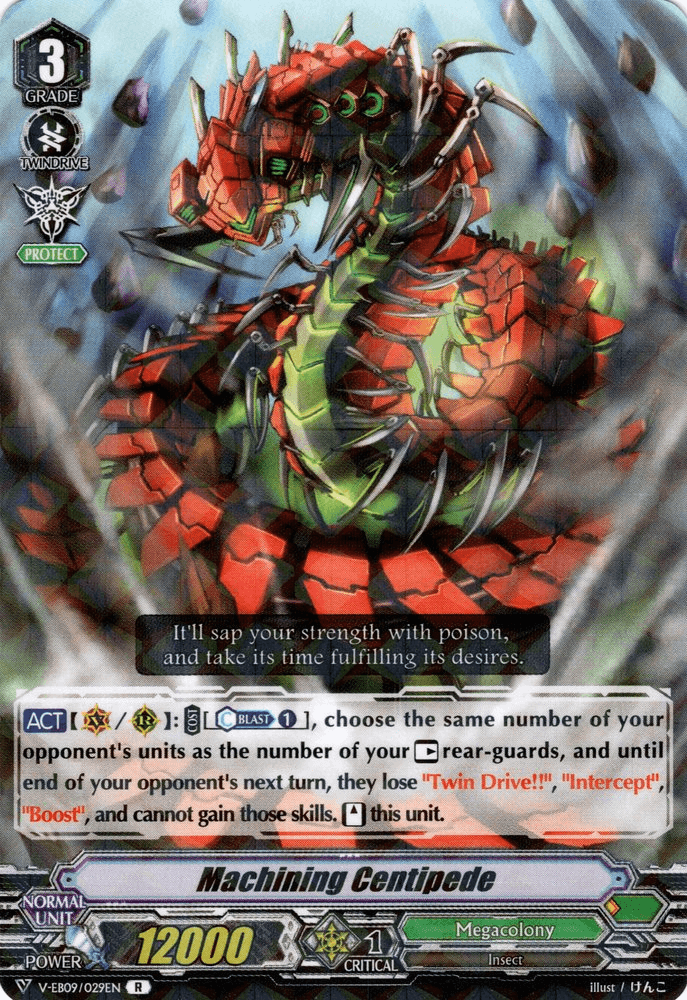 3
GRADE
TWINDRIVE
PROTECT
It'll sap your strength with poison,
and take its time fulfilling its desires.
ACT【 V / R 】: COST [ C BLAST 1 ], choose the same number of your
opponent's units as the number of your rear-guards, and until
end of your opponent's next turn, they lose "Twin Drive!!", "Intercept",
"Boost", and cannot gain those skills. this unit.
Machining Centipede
NORMAL
UNIT
POWER 12000
1
CRITICAL
Megacolony
Insect
V-EB09/029EN R
illust / けんこ